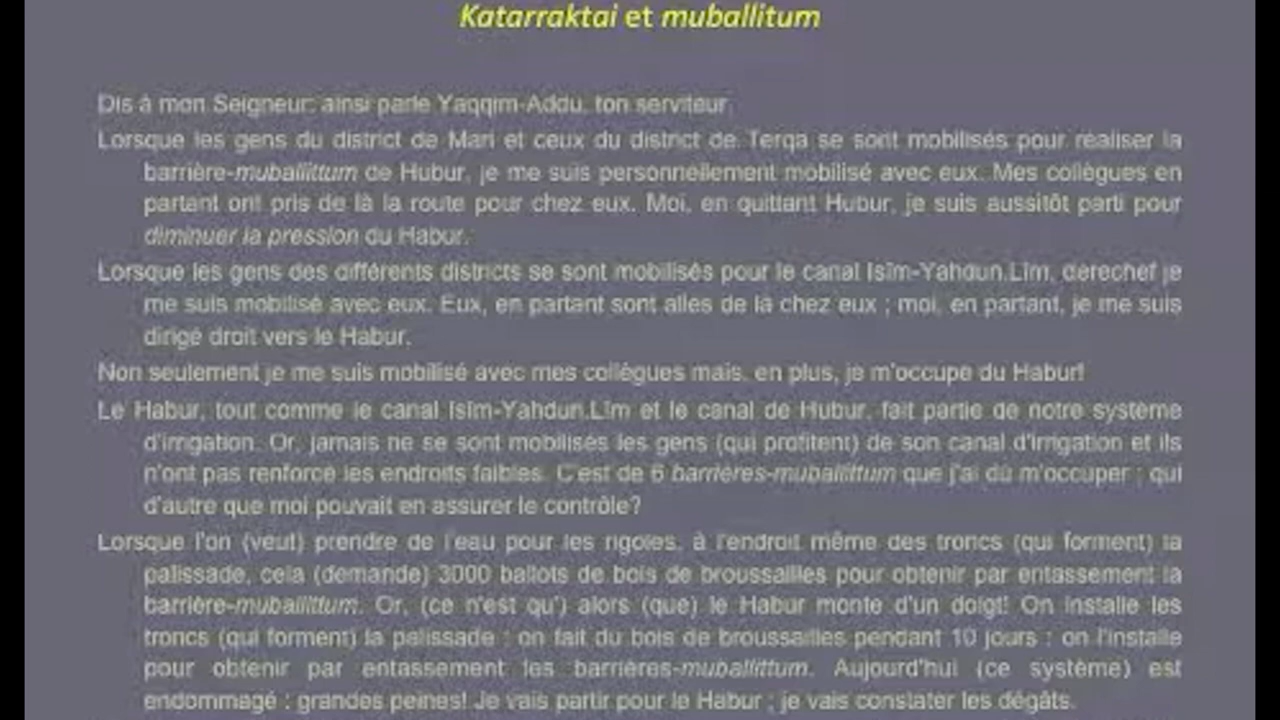 Katarraktai et muballitum
Dis à mon Seigneur: ainsi parle Yaqqim-Addu, ton serviteur.
Lorsque les gens du district de Mari et ceux du district de Terqa se sont mobilisés pour réaliser la
barrière-muballittum de Hubur, je me suis personnellement mobilisé avec eux. Mes collègues en
partant ont pris de là la route pour chez eux. Moi, en quittant Hubur, je suis aussitôt parti pour
diminuer la pression du Habur.
Lorsque les gens des différents districts se sont mobilisés pour le canal Isîm-Yahdun.Lîm, derechef je
me suis mobilisé avec eux. Eux, en partant sont allés de là chez eux ; moi, en partant, je me suis
dirigé droit vers le Habur.
Non seulement je me suis mobilisé avec mes collègues mais, en plus, je m'occupe du Habur!
Le Habur, tout comme le canal Isîm-Yahdun.Lîm et le canal de Hubur, fait partie de notre système
d'irrigation. Or, jamais ne se sont mobilisés les gens (qui profitent) de son canal d'irrigation et ils
n'ont pas renforcé les endroits faibles. C'est de 6 barrières-muballittum que j'ai dû m'occuper ; qui
d'autre que moi pouvait en assurer le contrôle?
Lorsque l'on (veut) prendre de l'eau pour les rigoles, à l'endroit même des troncs (qui forment) la
palissade, cela (demande) 3000 ballots de bois de broussailles pour obtenir par entassement la
barrière-muballittum. Or, (ce n'est qu') alors (que) le Habur monte d'un doigt! On installe les
troncs (qui forment) la palissade ; on fait du bois de broussailles pendant 10 jours ; on l'installe
pour obtenir par entassement les barrières-muballittum. Aujourd'hui (ce système) est
endommagé : grandes peines! Je vais partir pour le Habur ; je vais constater les dégâts.